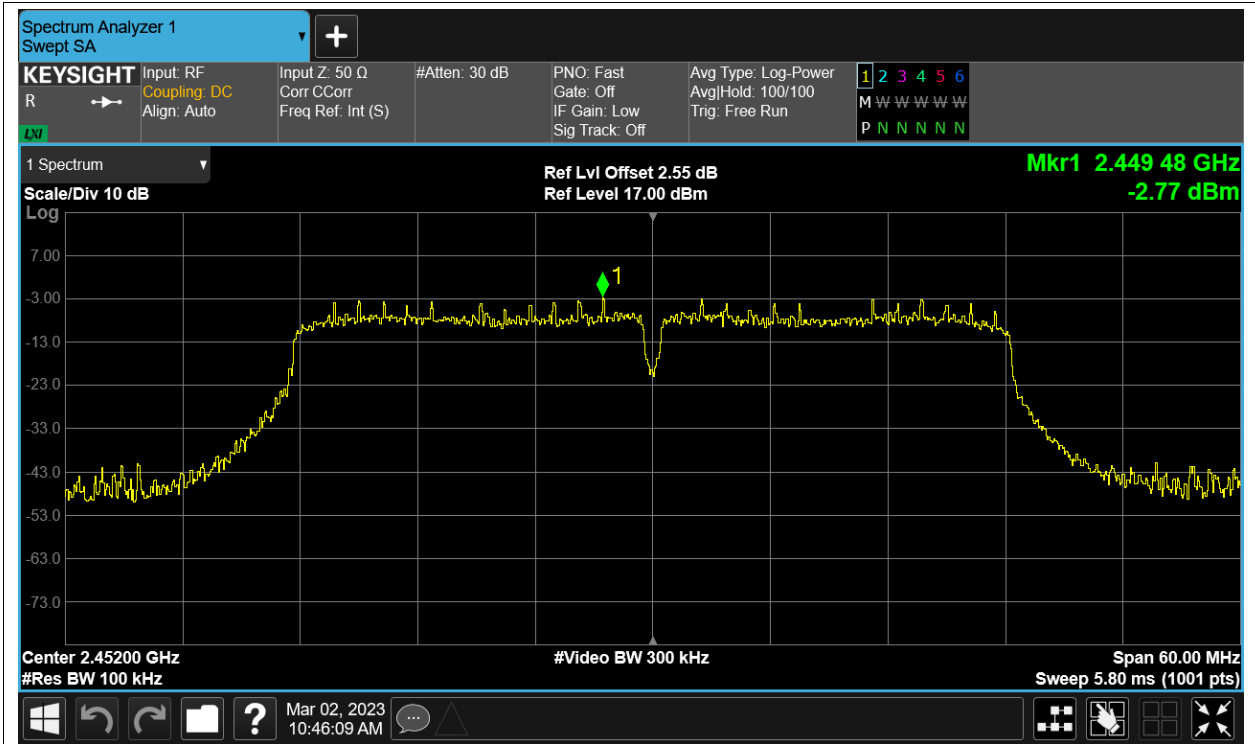 Spectrum Analyzer 1
Swept SA
+
KEYSIGHT
R
LXI
Input: RF
Coupling: DC
Align: Auto
Input Z: 50 Ω
Corr CCorr
Freq Ref: Int (S)
#Atten: 30 dB
PNO: Fast
Gate: Off
IF Gain: Low
Sig Track: Off
Avg Type: Log-Power
Avg|Hold: 100/100
Trig: Free Run
1 2 3 4 5 6
M W W W W W
P N N N N N
1 Spectrum
Scale/Div 10 dB
Log
Ref Lvl Offset 2.55 dB
Ref Level 17.00 dBm
Mkr1 2.449 48 GHz
-2.77 dBm
7.00
1
-3.00
-13.0
-23.0
-33.0
-43.0
-53.0
-63.0
-73.0
Center 2.45200 GHz
#Res BW 100 kHz
#Video BW 300 kHz
Span 60.00 MHz
Sweep 5.80 ms (1001 pts)
?
Mar 02, 2023
10:46:09 AM